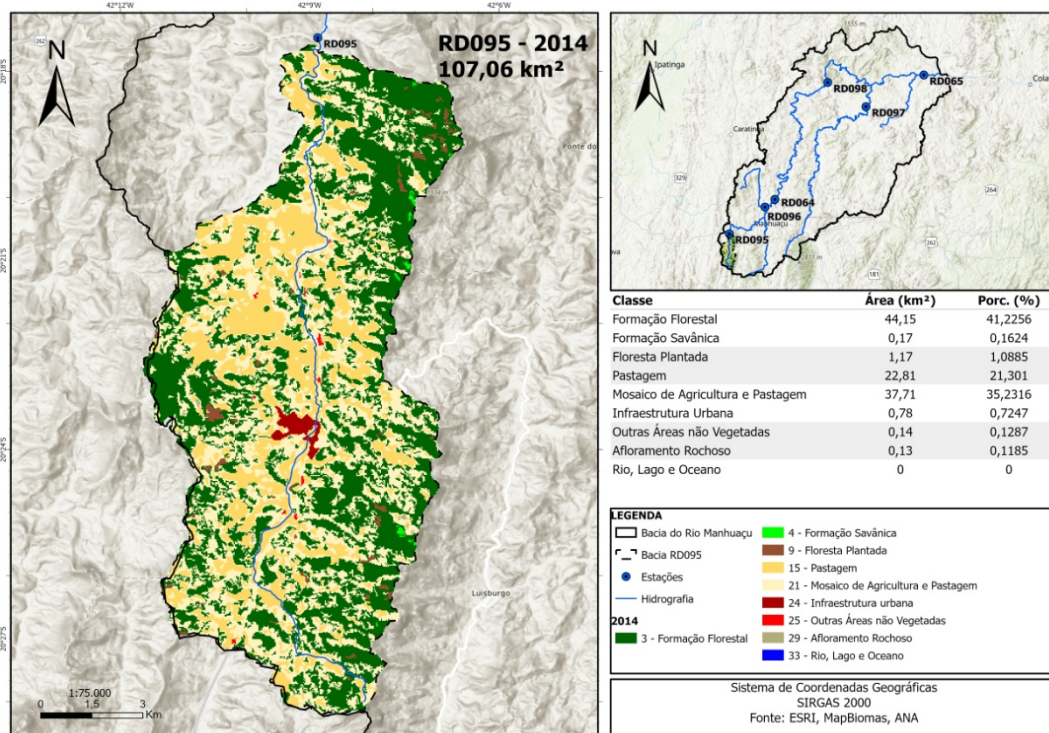 42°12'W 42°9'W 42°6'W
N
262
RD095
RD095 - 2014
107,06 km²
20°18'S
20°21'S
20°24'S
20°27'S
Luisburgo
1:75.000
0 1,5 3
Km
N
Ipatinga
RD098
RD065
Cola
RD097
Caratinga
329
264
RD064
RD096
Manhuaçu
RD095
262
181
Classe Área (km²) Porc. (%)
Formação Florestal 44,15 41,2256
Formação Savânica 0,17 0,1624
Floresta Plantada 1,17 1,0885
Pastagem 22,81 21,301
Mosaico de Agricultura e Pastagem 37,71 35,2316
Infraestrutura Urbana 0,78 0,7247
Outras Áreas não Vegetadas 0,14 0,1287
Afloramento Rochoso 0,13 0,1185
Rio, Lago e Oceano 0 0
LEGENDA
Bacia do Rio Manhuaçu
Bacia RD095
Estações
Hidrografia
2014
3 - Formação Florestal
4 - Formação Savânica
9 - Floresta Plantada
15 - Pastagem
21 - Mosaico de Agricultura e Pastagem
24 - Infraestrutura urbana
25 - Outras Áreas não Vegetadas
29 - Afloramento Rochoso
33 - Rio, Lago e Oceano
Sistema de Coordenadas Geográficas
SIRGAS 2000
Fonte: ESRI, MapBiomas, ANA